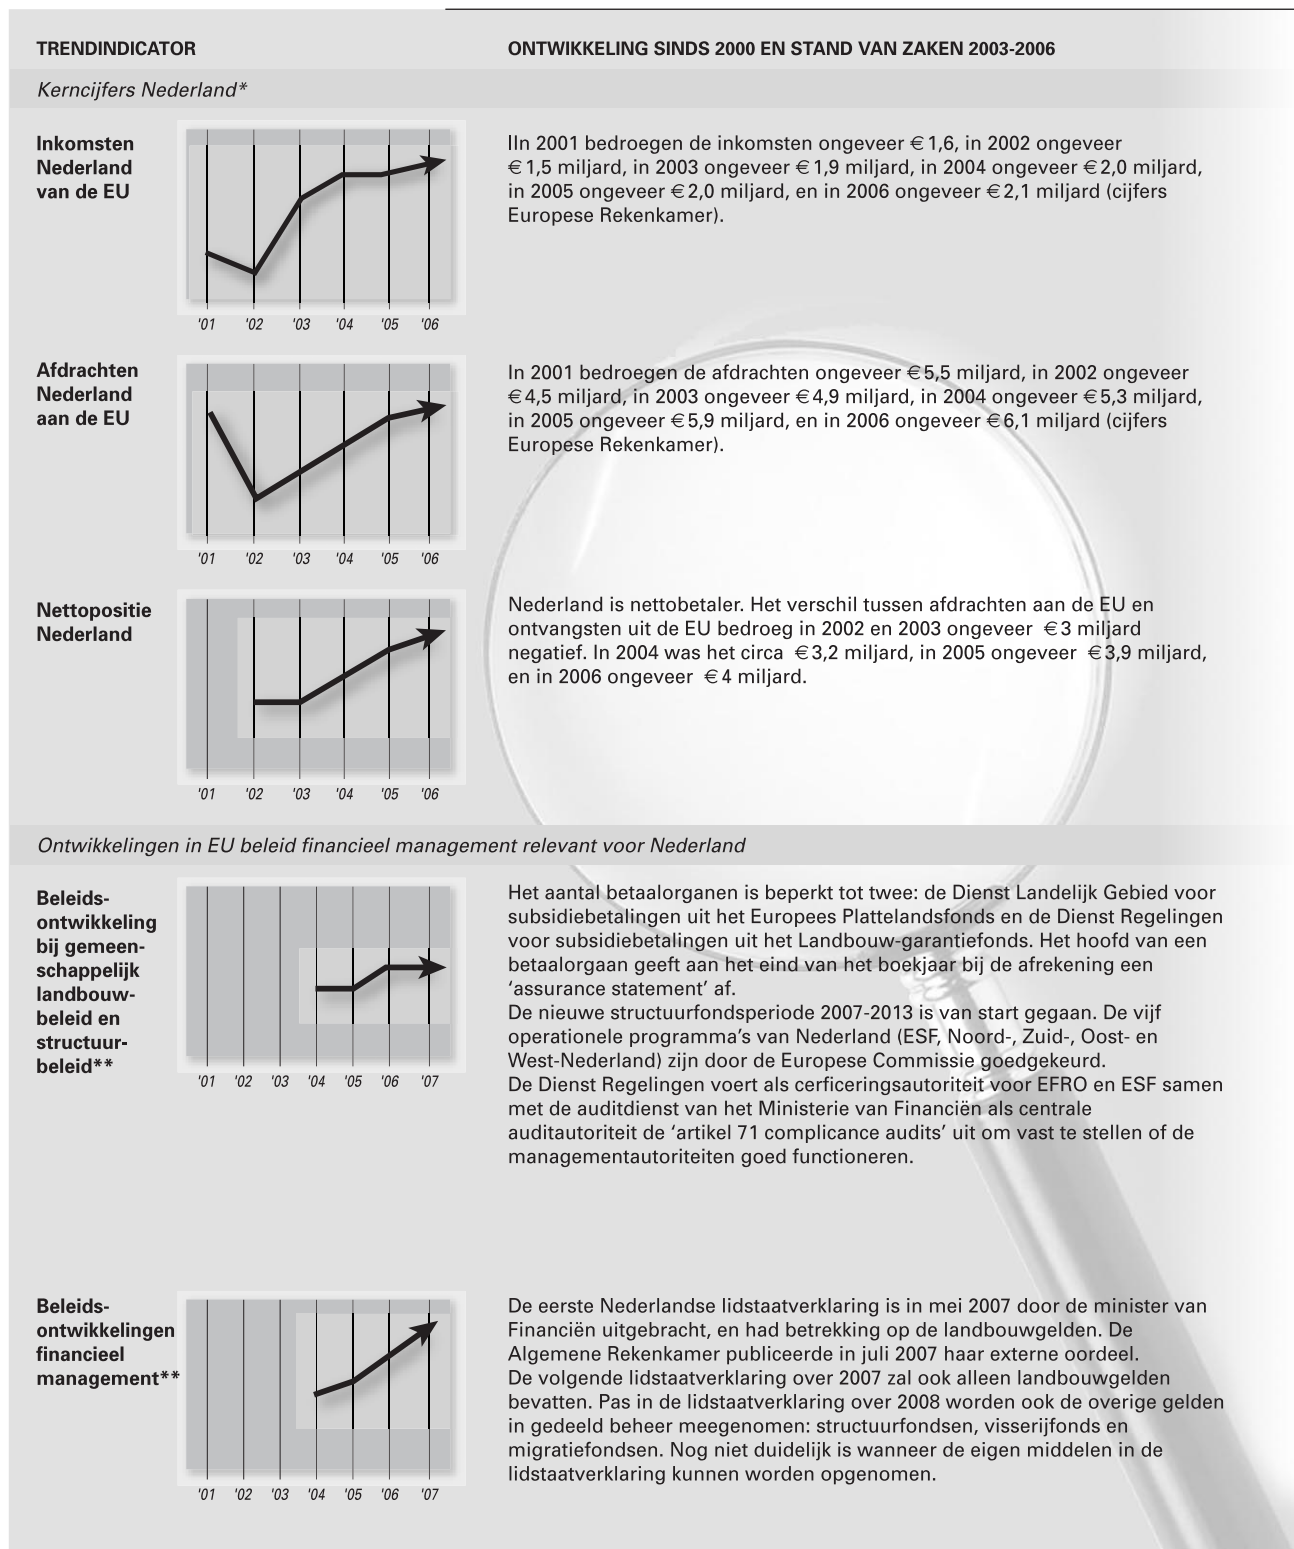 TRENDINDICATOR
ONTWIKKELING SINDS 2000 EN STAND VAN ZAKEN 2003-2006
Kerncijfers Nederland*
Inkomsten
Nederland
van de EU
'01 '02 '03 '04 '05 '06
IIn 2001 bedroegen de inkomsten ongeveer € 1,6, in 2002 ongeveer
€ 1,5 miljard, in 2003 ongeveer € 1,9 miljard, in 2004 ongeveer € 2,0 miljard,
in 2005 ongeveer € 2,0 miljard, en in 2006 ongeveer € 2,1 miljard (cijfers
Europese Rekenkamer).
Afdrachten
Nederland
aan de EU
'01 '02 '03 '04 '05 '06
In 2001 bedroegen de afdrachten ongeveer € 5,5 miljard, in 2002 ongeveer
€ 4,5 miljard, in 2003 ongeveer € 4,9 miljard, in 2004 ongeveer € 5,3 miljard,
in 2005 ongeveer € 5,9 miljard, en in 2006 ongeveer € 6,1 miljard (cijfers
Europese Rekenkamer).
Nettopositie
Nederland
'01 '02 '03 '04 '05 '06
Nederland is nettobetaler. Het verschil tussen afdrachten aan de EU en
ontvangsten uit de EU bedroeg in 2002 en 2003 ongeveer € 3 miljard
negatief. In 2004 was het circa € 3,2 miljard, in 2005 ongeveer € 3,9 miljard,
en in 2006 ongeveer € 4 miljard.
Ontwikkelingen in EU beleid financieel management relevant voor Nederland
Beleids-
ontwikkeling
bij gemeen-
schappelijk
landbouw-
beleid en
structuur-
beleid**
'01 '02 '03 '04 '05 '06 '07
Het aantal betaalorganen is beperkt tot twee: de Dienst Landelijk Gebied voor
subsidiebetalingen uit het Europees Plattelandsfonds en de Dienst Regelingen
voor subsidiebetalingen uit het Landbouw-garantiefonds. Het hoofd van een
betaalorgaan geeft aan het eind van het boekjaar bij de afrekening een
‘assurance statement’ af.
De nieuwe structuurfondsperiode 2007-2013 is van start gegaan. De vijf
operationele programma’s van Nederland (ESF, Noord-, Zuid-, Oost- en
West-Nederland) zijn door de Europese Commissie goedgekeurd.
De Dienst Regelingen voert als cerficeringsautoriteit voor EFRO en ESF samen
met de auditdienst van het Ministerie van Financiën als centrale
auditautoriteit de ‘artikel 71 complicance audits’ uit om vast te stellen of de
managementautoriteiten goed functioneren.
Beleids-
ontwikkelingen
financieel
management**
'01 '02 '03 '04 '05 '06 '07
De eerste Nederlandse lidstaatverklaring is in mei 2007 door de minister van
Financiën uitgebracht, en had betrekking op de landbouwgelden. De
Algemene Rekenkamer publiceerde in juli 2007 haar externe oordeel.
De volgende lidstaatverklaring over 2007 zal ook alleen landbouwgelden
bevatten. Pas in de lidstaatverklaring over 2008 worden ook de overige gelden
in gedeeld beheer meegenomen: structuurfondsen, visserijfonds en
migratiefondsen. Nog niet duidelijk is wanneer de eigen middelen in de
lidstaatverklaring kunnen worden opgenomen.